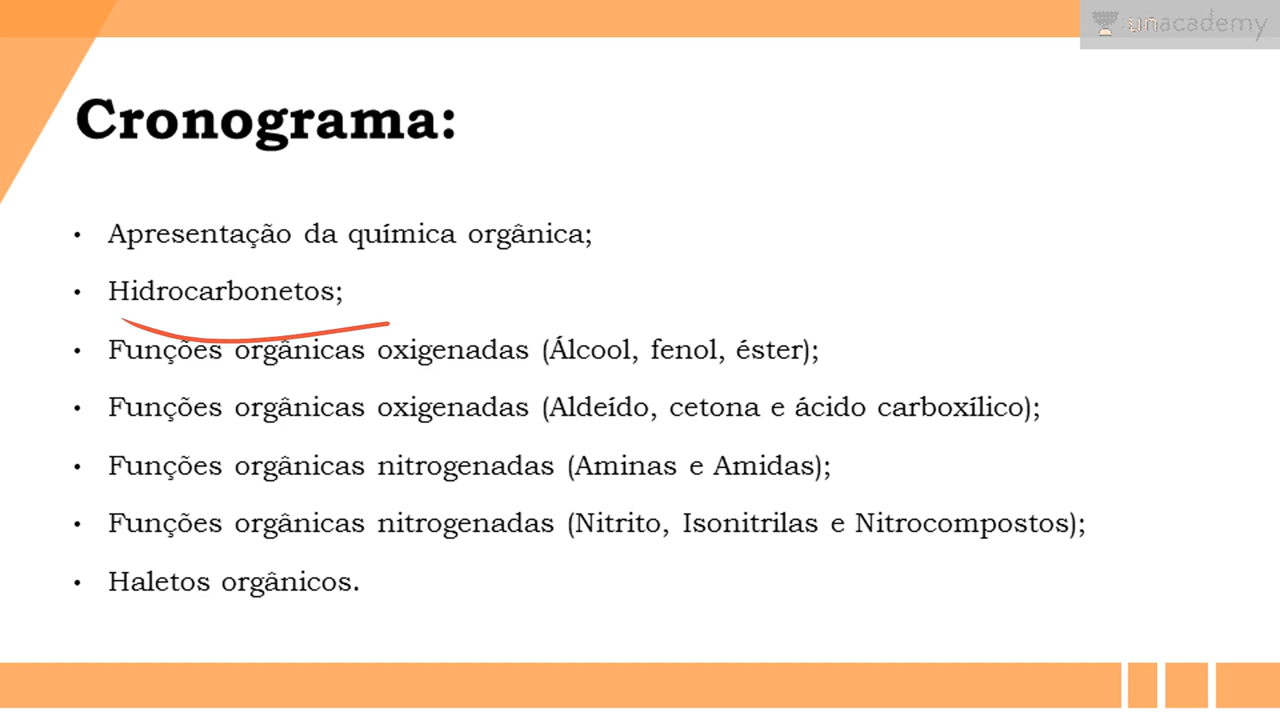 unacademy
Cronograma:
• Apresentação da química orgânica;
• Hidrocarbonetos;
• Funções orgânicas oxigenadas (Álcool, fenol, éster);
• Funções orgânicas oxigenadas (Aldeído, cetona e ácido carboxílico);
• Funções orgânicas nitrogenadas (Aminas e Amidas);
• Funções orgânicas nitrogenadas (Nitrito, Isonitrilas e Nitrocompostos);
• Haletos orgânicos.